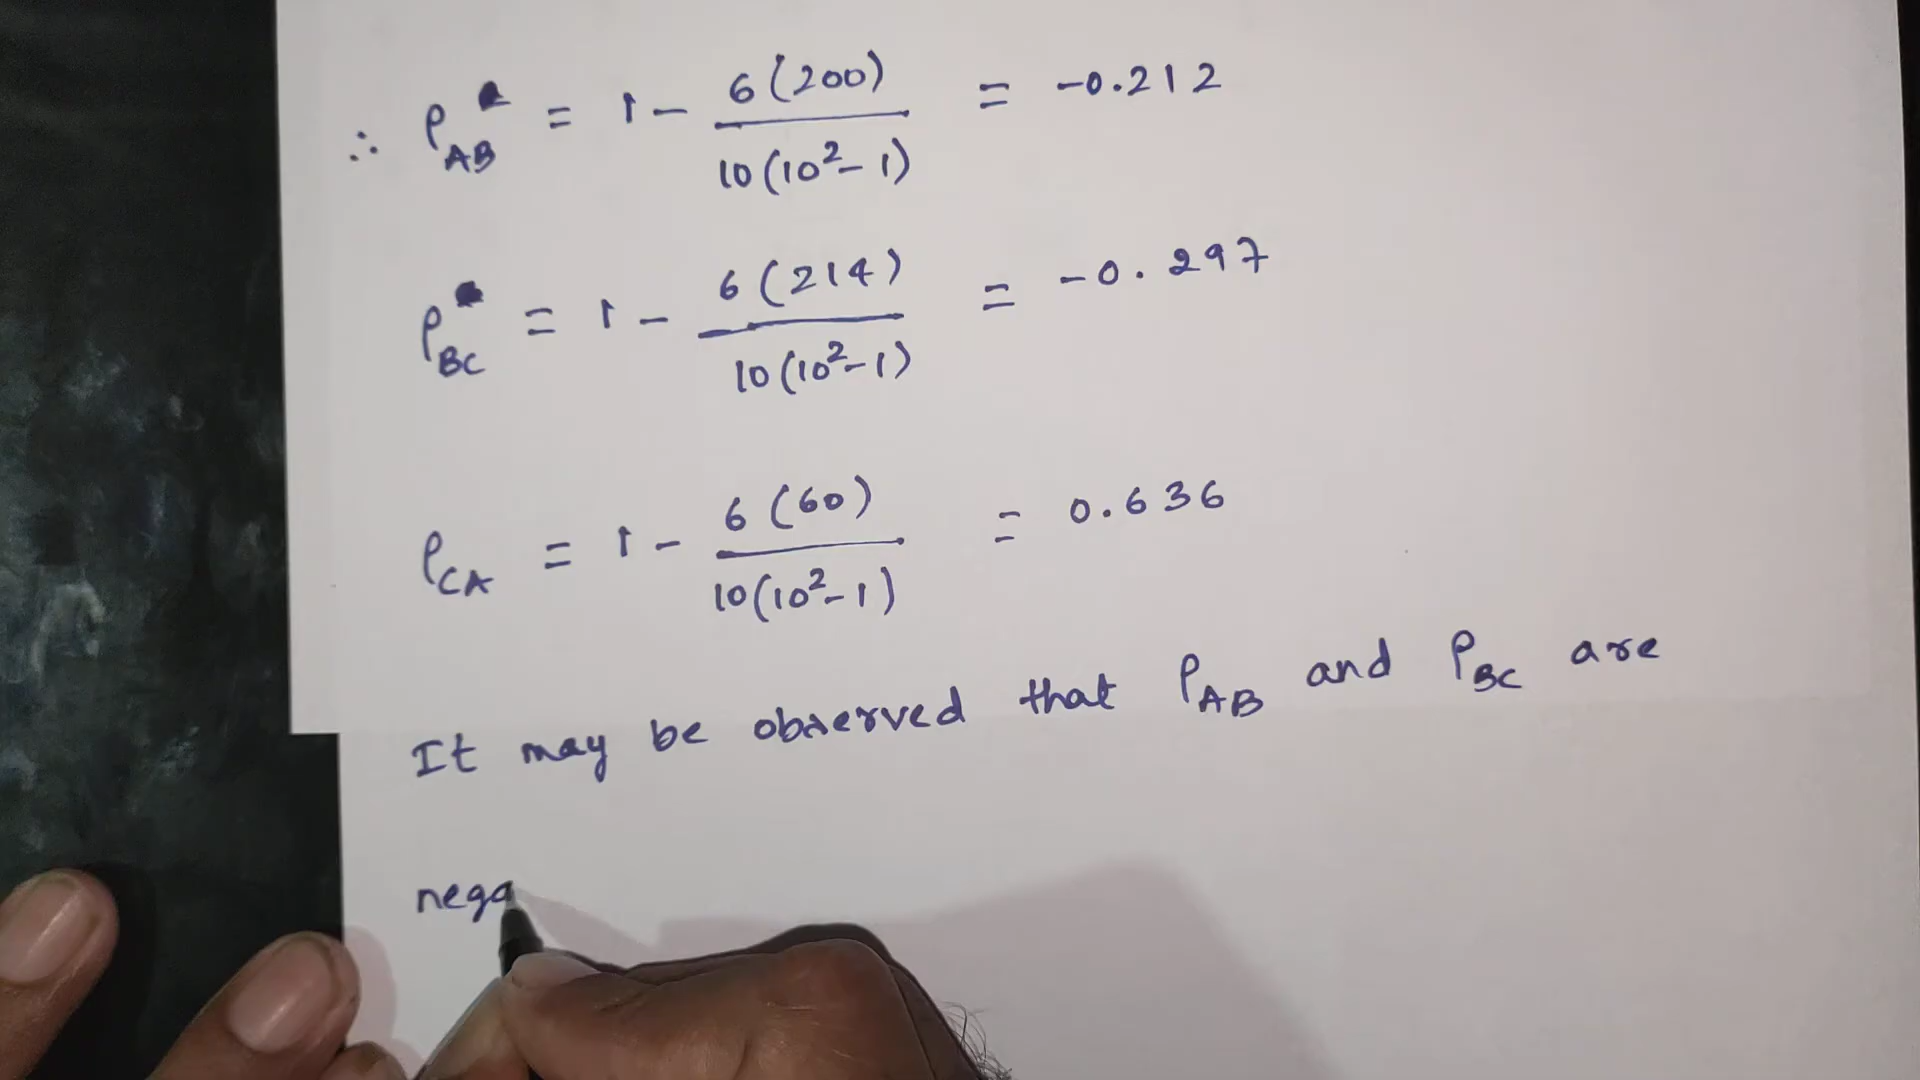 ∴ ρ_AB = 1 - 6(200) / 10(10² - 1) = -0.212
ρ_BC = 1 - 6(214) / 10(10² - 1) = -0.297
ρ_CA = 1 - 6(60) / 10(10² - 1) = 0.636
It may be observed that ρ_AB and ρ_BC are
nega